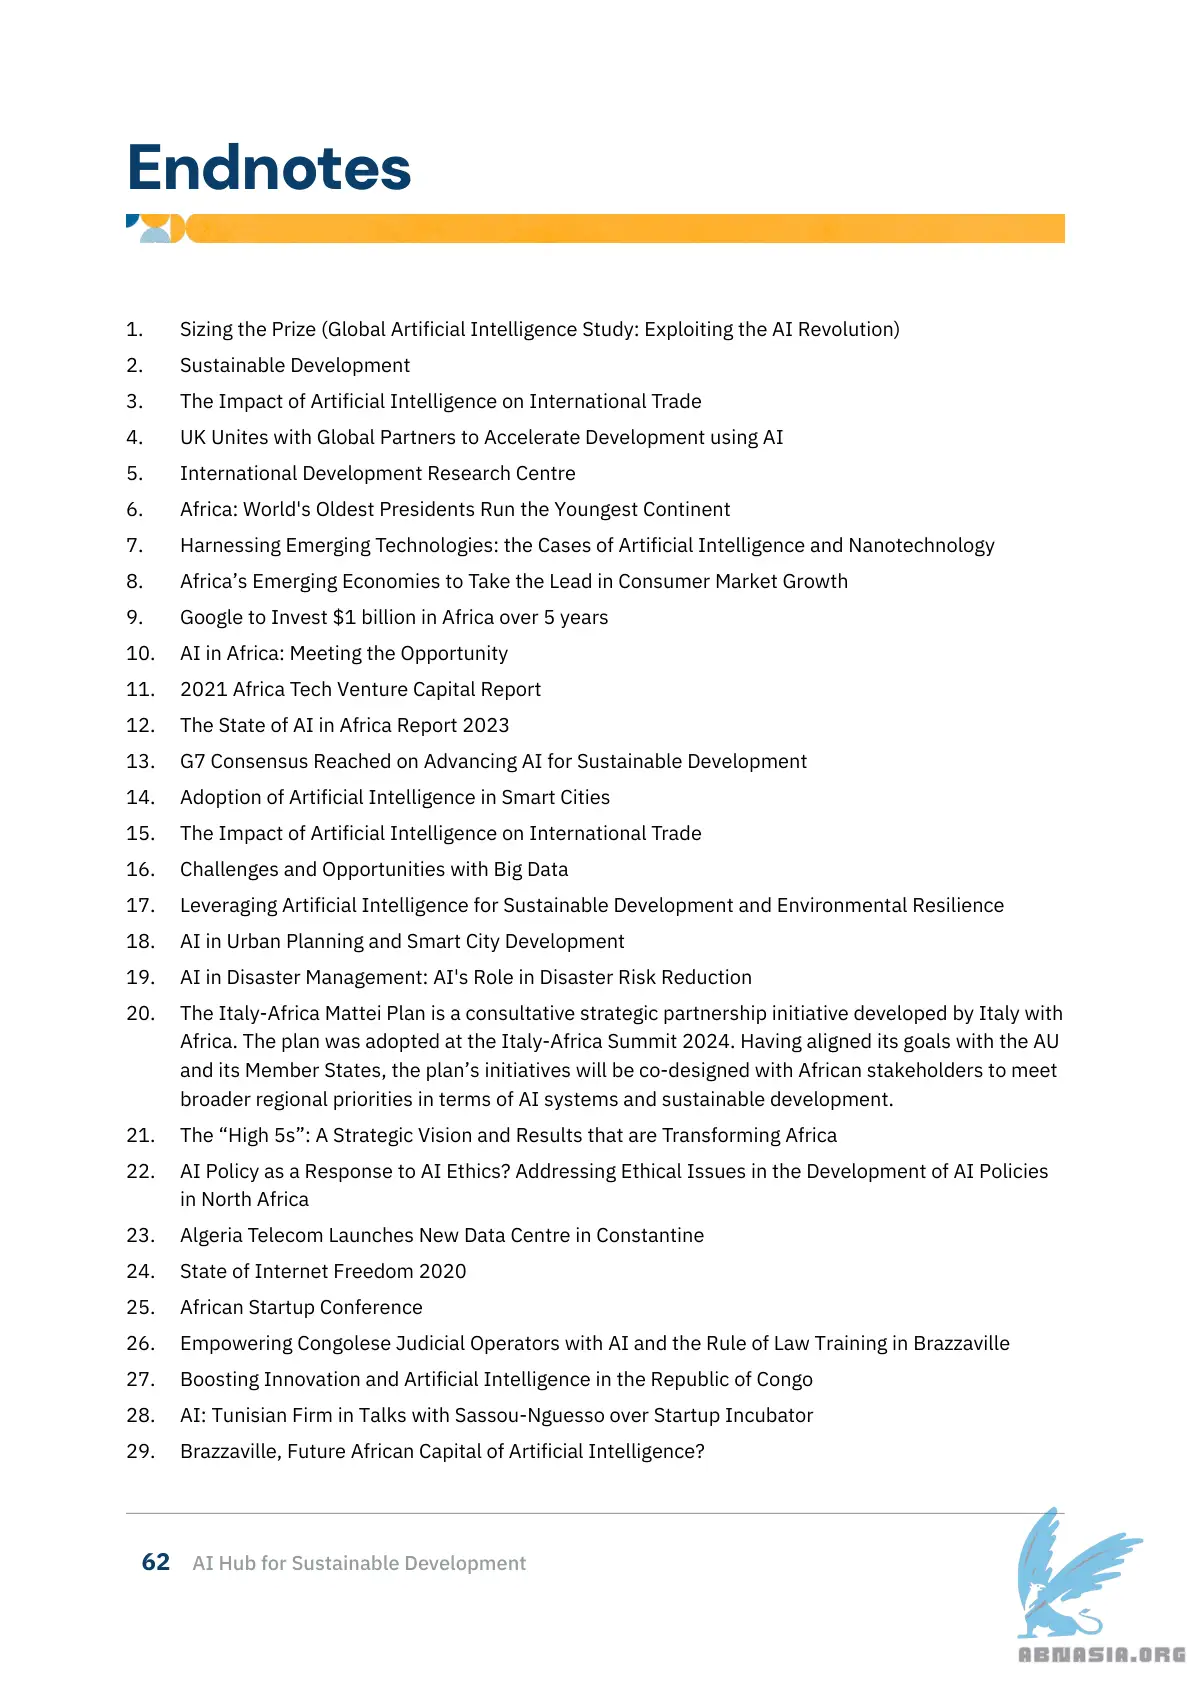 Endnotes
1. Sizing the Prize (Global Artificial Intelligence Study: Exploiting the AI Revolution)
2. Sustainable Development
3. The Impact of Artificial Intelligence on International Trade
4. UK Unites with Global Partners to Accelerate Development using AI
5. International Development Research Centre
6. Africa: World's Oldest Presidents Run the Youngest Continent
7. Harnessing Emerging Technologies: the Cases of Artificial Intelligence and Nanotechnology
8. Africa’s Emerging Economies to Take the Lead in Consumer Market Growth
9. Google to Invest $1 billion in Africa over 5 years
10. AI in Africa: Meeting the Opportunity
11. 2021 Africa Tech Venture Capital Report
12. The State of AI in Africa Report 2023
13. G7 Consensus Reached on Advancing AI for Sustainable Development
14. Adoption of Artificial Intelligence in Smart Cities
15. The Impact of Artificial Intelligence on International Trade
16. Challenges and Opportunities with Big Data
17. Leveraging Artificial Intelligence for Sustainable Development and Environmental Resilience
18. AI in Urban Planning and Smart City Development
19. AI in Disaster Management: AI's Role in Disaster Risk Reduction
20. The Italy-Africa Mattei Plan is a consultative strategic partnership initiative developed by Italy with
Africa. The plan was adopted at the Italy-Africa Summit 2024. Having aligned its goals with the AU
and its Member States, the plan’s initiatives will be co-designed with African stakeholders to meet
broader regional priorities in terms of AI systems and sustainable development.
21. The “High 5s”: A Strategic Vision and Results that are Transforming Africa
22. AI Policy as a Response to AI Ethics? Addressing Ethical Issues in the Development of AI Policies
in North Africa
23. Algeria Telecom Launches New Data Centre in Constantine
24. State of Internet Freedom 2020
25. African Startup Conference
26. Empowering Congolese Judicial Operators with AI and the Rule of Law Training in Brazzaville
27. Boosting Innovation and Artificial Intelligence in the Republic of Congo
28. AI: Tunisian Firm in Talks with Sassou-Nguesso over Startup Incubator
29. Brazzaville, Future African Capital of Artificial Intelligence?
62 AI Hub for Sustainable Development
ABNASIA.ORG